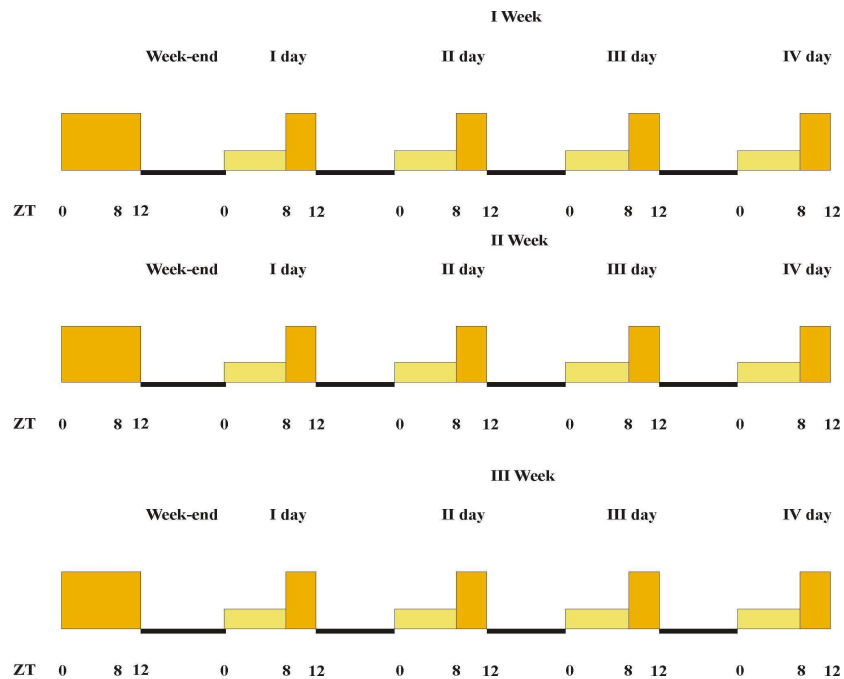 I Week
Week-end I day II day III day IV day
ZT 0 8 12 0 8 12 0 8 12 0 8 12 0 8 12
II Week
Week-end I day II day III day IV day
ZT 0 8 12 0 8 12 0 8 12 0 8 12 0 8 12
III Week
Week-end I day II day III day IV day
ZT 0 8 12 0 8 12 0 8 12 0 8 12 0 8 12